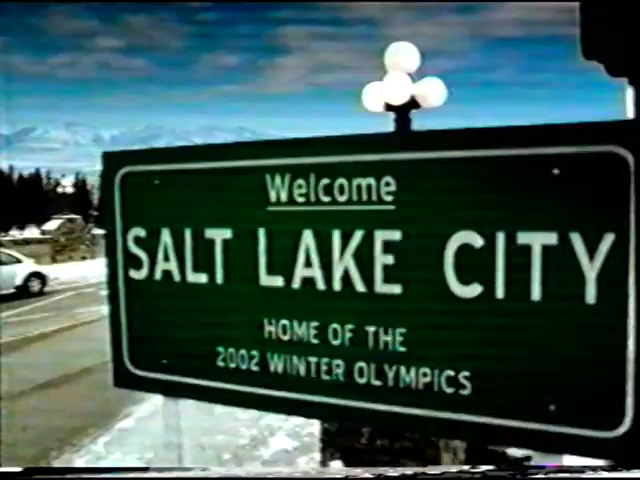 Welcome
SALT LAKE CITY
HOME OF THE
2002 WINTER OLYMPICS